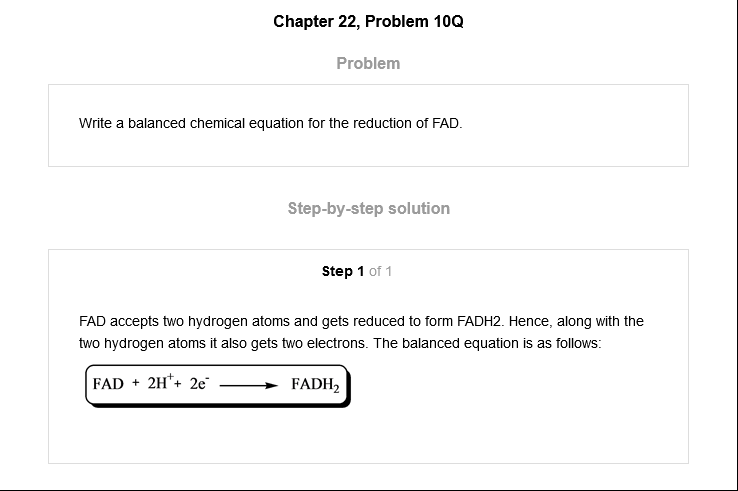 Chapter 22, Problem 10Q
Problem
Write a balanced chemical equation for the reduction of FAD.
Step-by-step solution
Step 1 of 1
FAD accepts two hydrogen atoms and gets reduced to form FADH2. Hence, along with the
two hydrogen atoms it also gets two electrons. The balanced equation is as follows:
FAD + 2H⁺ + 2e⁻ ⟶ FADH₂